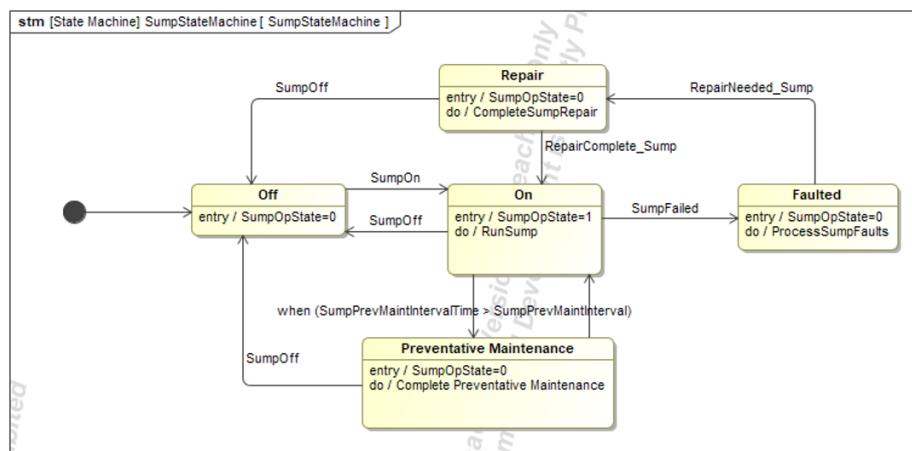 stm [State Machine] SumpStateMachine [ SumpStateMachine ]
Repair
entry / SumpOpState=0
do / CompleteSumpRepair
SumpOff
RepairNeeded_Sump
RepairComplete_Sump
Off
entry / SumpOpState=0
SumpOn
SumpOff
On
entry / SumpOpState=1
do / RunSump
SumpFailed
Faulted
entry / SumpOpState=0
do / ProcessSumpFaults
when (SumpPrevMaintIntervalTime > SumpPrevMaintInterval)
SumpOff
Preventative Maintenance
entry / SumpOpState=0
do / Complete Preventative Maintenance